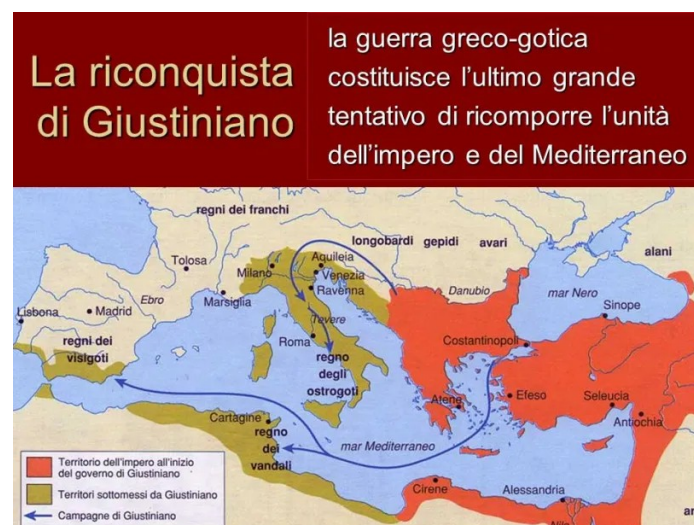 La riconquista
di Giustiniano
la guerra greco-gotica
costituisce l'ultimo grande
tentativo di ricomporre l'unità
dell'impero e del Mediterraneo
regni dei franchi
longobardi gepidi avari
alani
Tolosa
Milano
Aquileia
Venezia
Ravenna
Danubio
mar Nero
Marsiglia
Ebro
Sinope
Lisbona
Madrid
Tevere
Roma
Costantinopoli
regni dei
visigoti
regno
degli
ostrogoti
Atene
Efeso
Seleucia
Antiochia
Cartagine
regno
dei
vandali
mar Mediterraneo
Cirene
Alessandria
Territorio dell'impero all'inizio
del governo di Giustiniano
Territori sottomessi da Giustiniano
Campagne di Giustiniano